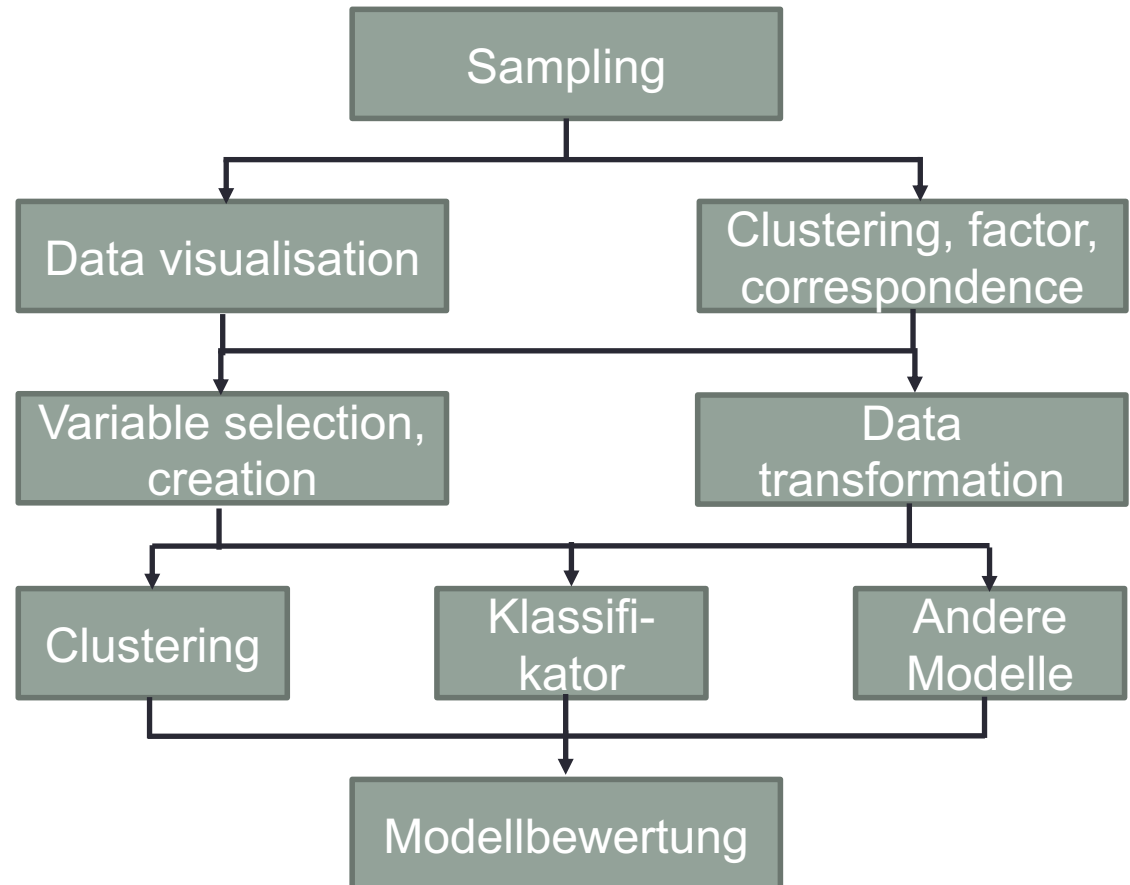 Sampling
Data visualisation
Clustering, factor,
correspondence
Variable selection,
creation
Data
transformation
Clustering
Klassifi-
kator
Andere
Modelle
Modellbewertung